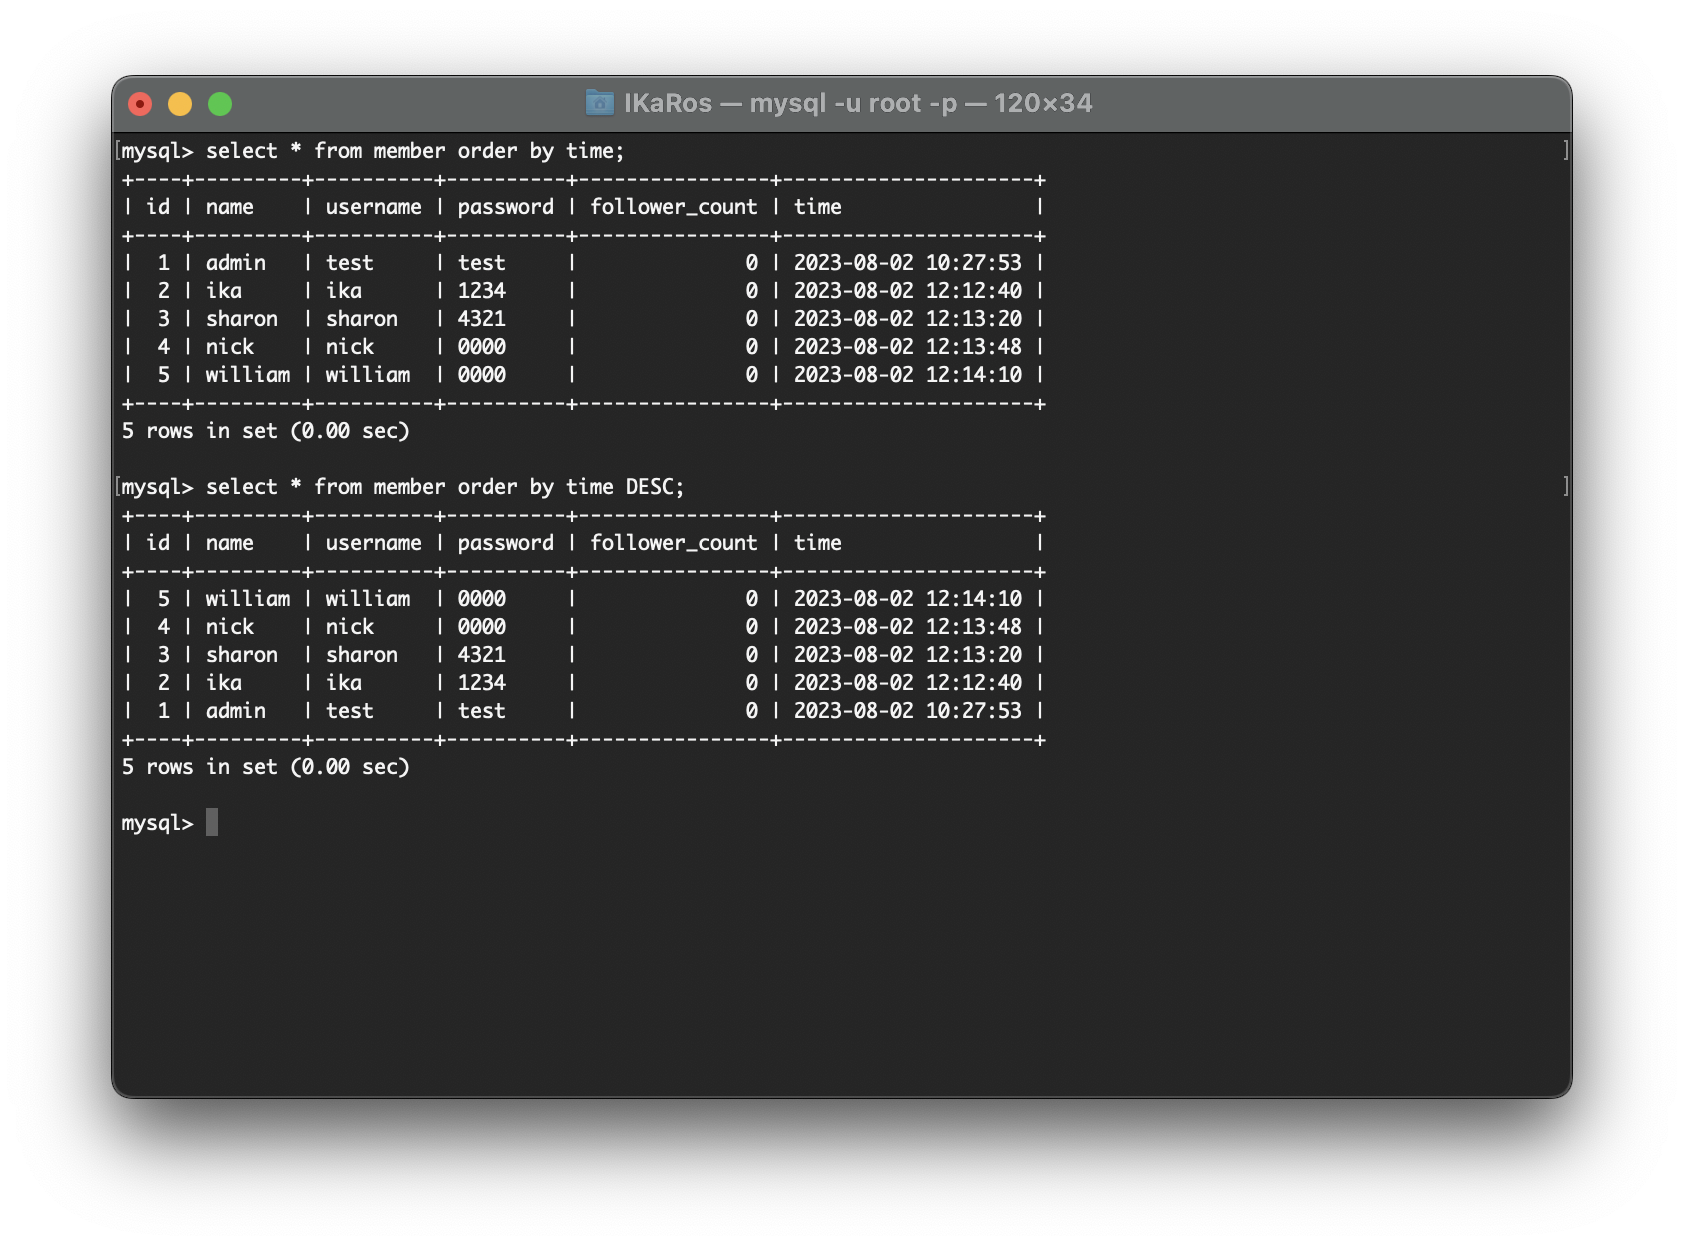 IKaRos — mysql -u root -p — 120×34
[mysql> select * from member order by time; ]
+----+---------+----------+----------+----------------+---------------------+
| id | name    | username | password | follower_count | time                |
+----+---------+----------+----------+----------------+---------------------+
|  1 | admin   | test     | test     |              0 | 2023-08-02 10:27:53 |
|  2 | ika     | ika      | 1234     |              0 | 2023-08-02 12:12:40 |
|  3 | sharon  | sharon   | 4321     |              0 | 2023-08-02 12:13:20 |
|  4 | nick    | nick     | 0000     |              0 | 2023-08-02 12:13:48 |
|  5 | william | william  | 0000     |              0 | 2023-08-02 12:14:10 |
+----+---------+----------+----------+----------------+---------------------+
5 rows in set (0.00 sec)
[mysql> select * from member order by time DESC; ]
+----+---------+----------+----------+----------------+---------------------+
| id | name    | username | password | follower_count | time                |
+----+---------+----------+----------+----------------+---------------------+
|  5 | william | william  | 0000     |              0 | 2023-08-02 12:14:10 |
|  4 | nick    | nick     | 0000     |              0 | 2023-08-02 12:13:48 |
|  3 | sharon  | sharon   | 4321     |              0 | 2023-08-02 12:13:20 |
|  2 | ika     | ika      | 1234     |              0 | 2023-08-02 12:12:40 |
|  1 | admin   | test     | test     |              0 | 2023-08-02 10:27:53 |
+----+---------+----------+----------+----------------+---------------------+
5 rows in set (0.00 sec)
mysql>